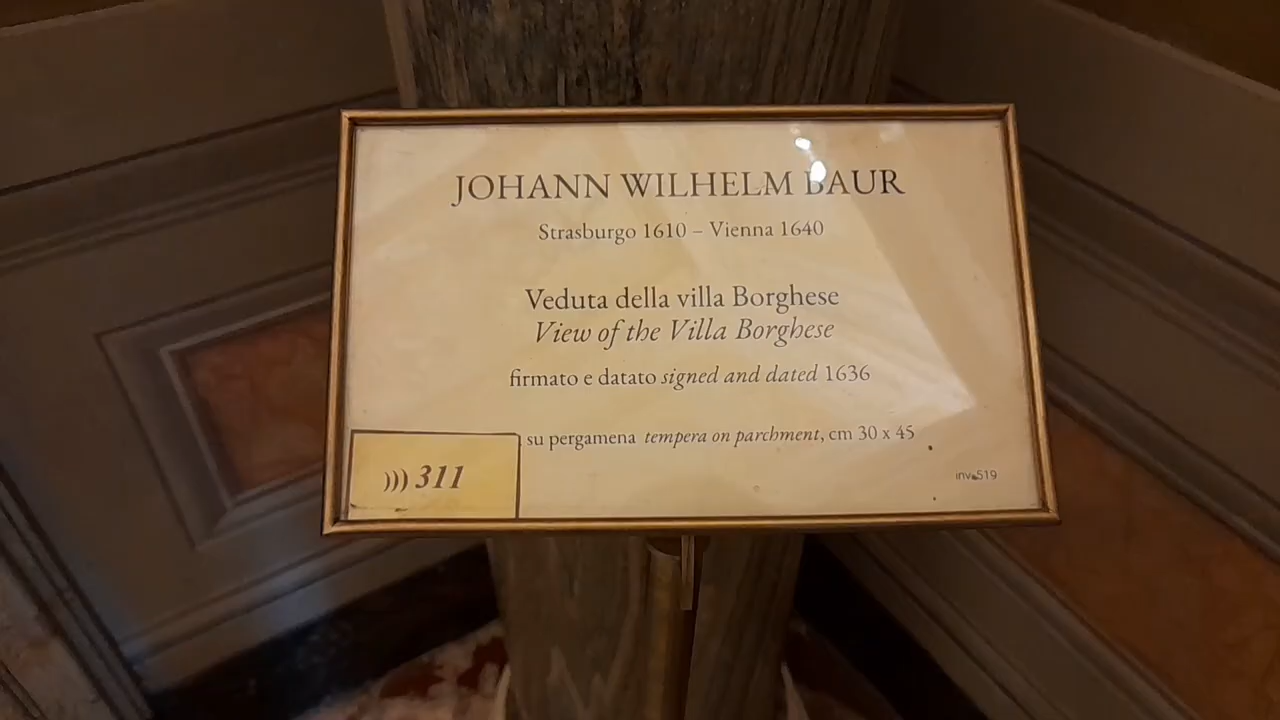 JOHANN WILHELM BAUR
Strasburgo 1610 – Vienna 1640
Veduta della villa Borghese
View of the Villa Borghese
firmato e datato signed and dated 1636
su pergamena tempera on parchment, cm 30 x 45
))) 311
inv.519